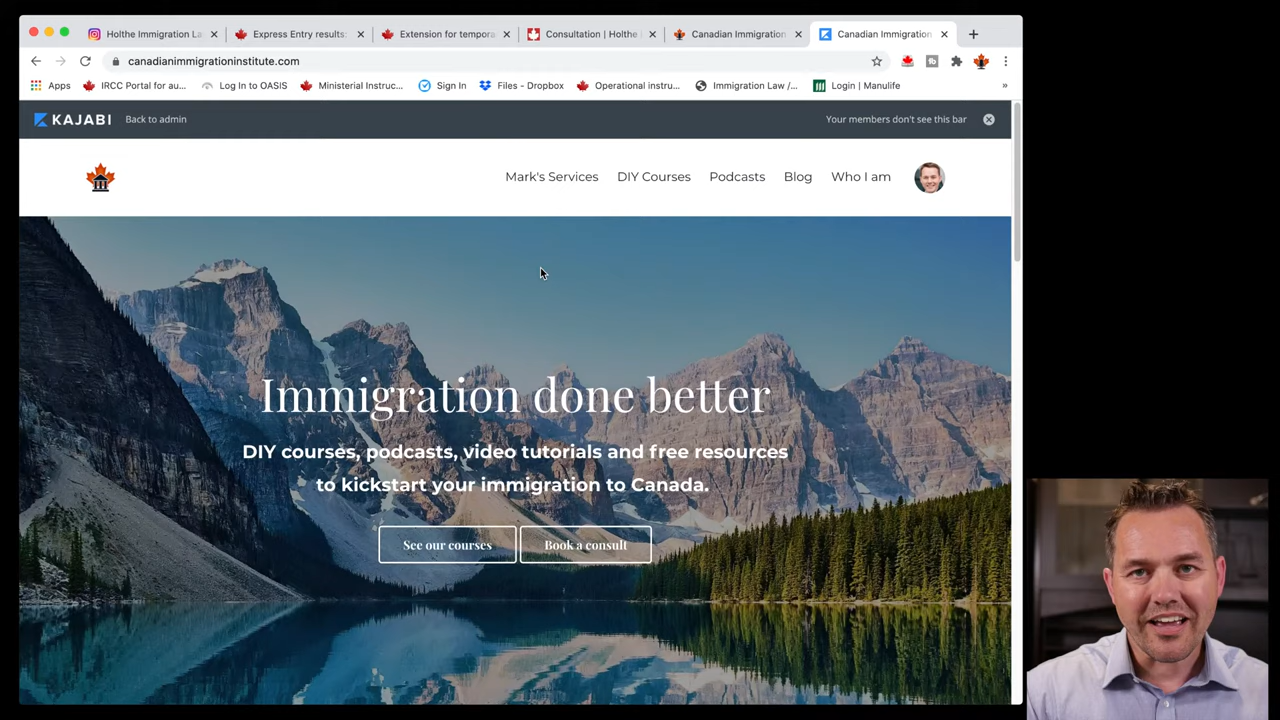 Holthe Immigration La
Express Entry results:
Extension for tempora
Consultation | Holthe
Canadian Immigration
Canadian Immigration
canadianimmigrationinstitute.com
Apps
IRCC Portal for au...
Log In to OASIS
Ministerial Instruc...
Sign In
Files - Dropbox
Operational instru...
Immigration Law /...
Login | Manulife
»
KAJABI
Back to admin
Your members don't see this bar
Mark's Services
DIY Courses
Podcasts
Blog
Who I am
Immigration done better
DIY courses, podcasts, video tutorials and free resources
to kickstart your immigration to Canada.
See our courses
Book a consult